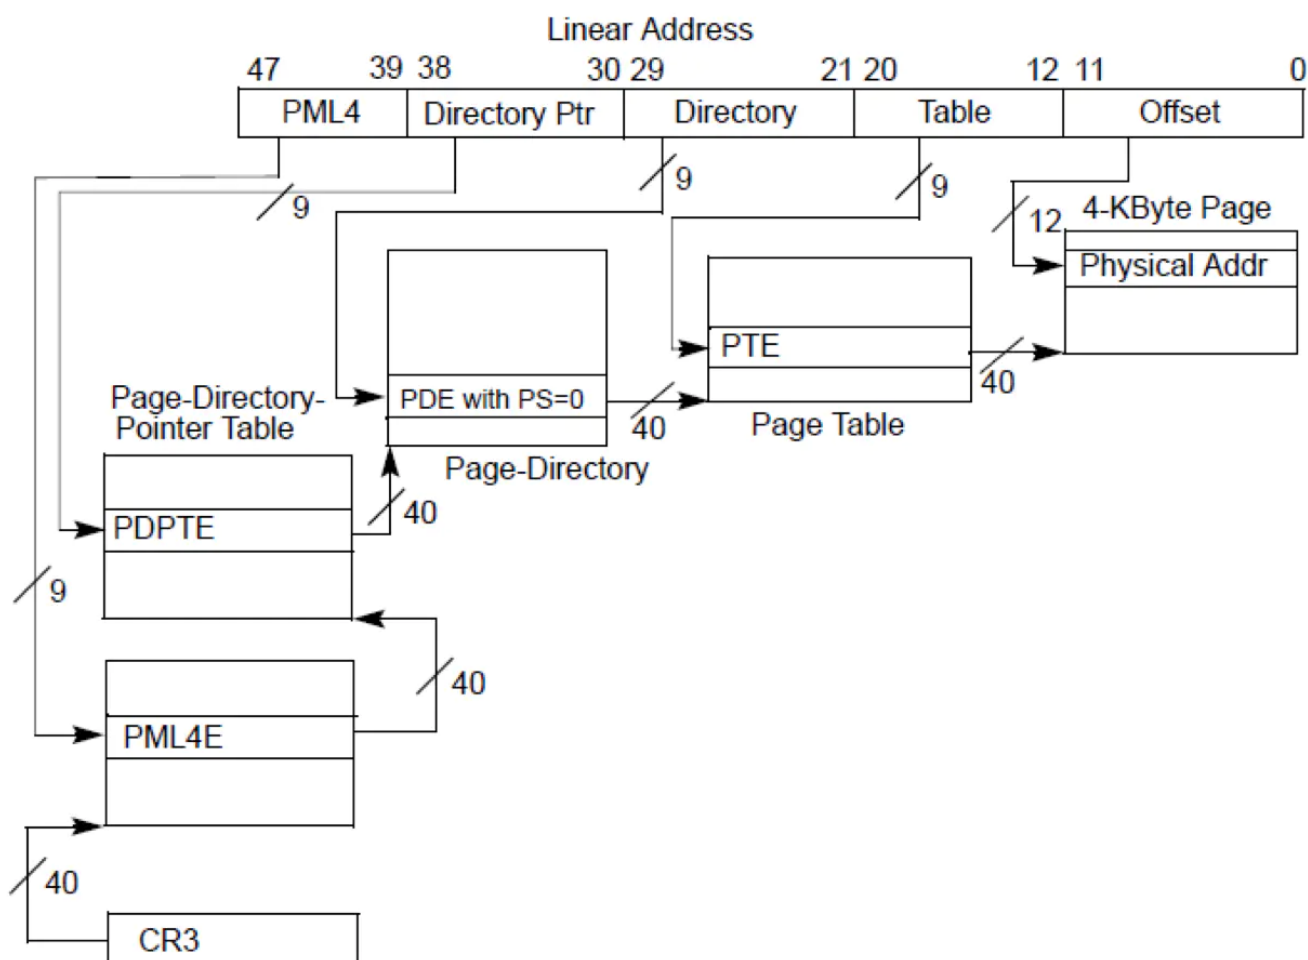 Linear Address
47 39 38 30 29 21 20 12 11 0
PML4 Directory Ptr Directory Table Offset
9 9 9
12
4-KByte Page
Physical Addr
PTE
40
PDE with PS=0
40
Page Table
Page-Directory
Page-Directory-
Pointer Table
40
PDPTE
9
40
PML4E
40
CR3